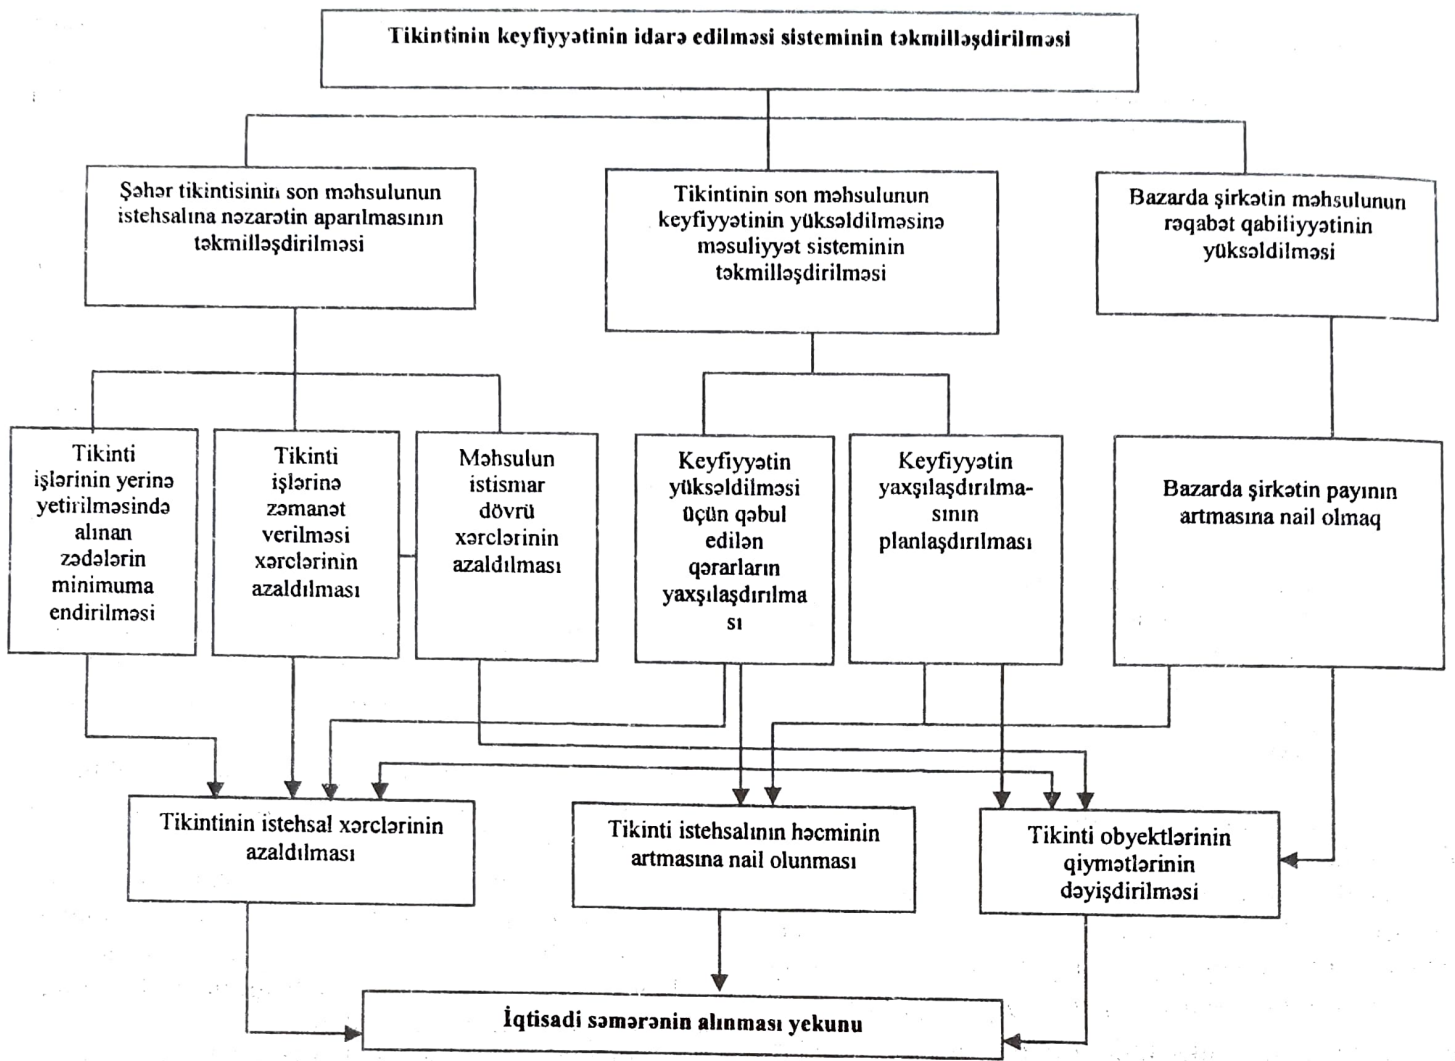 Tikintinin keyfiyyətinin idarə edilməsi sisteminin təkmilləşdirilməsi
Şəhər tikintisinin son məhsulunun
istehsalına nəzarətin aparılmasının
təkmilləşdirilməsi
Tikintinin son məhsulunun
keyfiyyətinin yüksəldilməsinə
məsuliyyət sisteminin
təkmilləşdirilməsi
Bazarda şirkətin məhsulunun
rəqabət qabiliyyətinin
yüksəldilməsi
Tikinti
işlərinin yerinə
yetirilməsində
alınan
zədələrin
minimuma
endirilməsi
Tikinti
işlərinə
zəmanət
verilməsi
xərclərinin
azaldılması
Məhsulun
istismar
dövrü
xərclərinin
azaldılması
Keyfiyyətin
yüksəldilməsi
üçün qəbul
edilən
qərarların
yaxşılaşdırılma
sı
Keyfiyyətin
yaxşılaşdırılma-
sının
planlaşdırılması
Bazarda şirkətin payının
artmasına nail olmaq
Tikintinin istehsal xərclərinin
azaldılması
Tikinti istehsalının həcminin
artmasına nail olunması
Tikinti obyektlərinin
qiymətlərinin
dəyişdirilməsi
İqtisadi səmərənin alınması yekunu